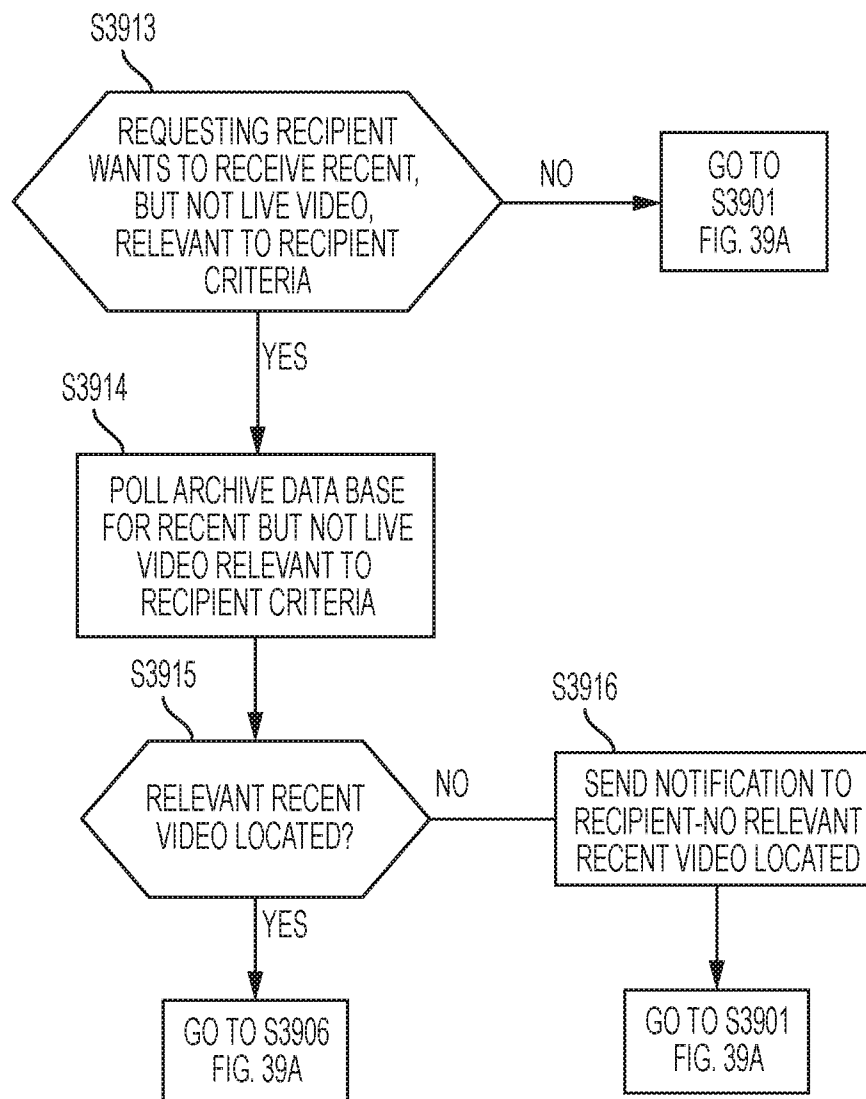 S3913
REQUESTING RECIPIENT
WANTS TO RECEIVE RECENT,
BUT NOT LIVE VIDEO,
RELEVANT TO RECIPIENT
CRITERIA
NO
GO TO
S3901
FIG. 39A
YES
S3914
POLL ARCHIVE DATA BASE
FOR RECENT BUT NOT LIVE
VIDEO RELEVANT TO
RECIPIENT CRITERIA
S3915
RELEVANT RECENT
VIDEO LOCATED?
NO
S3916
SEND NOTIFICATION TO
RECIPIENT-NO RELEVANT
RECENT VIDEO LOCATED
YES
GO TO S3906
FIG. 39A
GO TO S3901
FIG. 39A